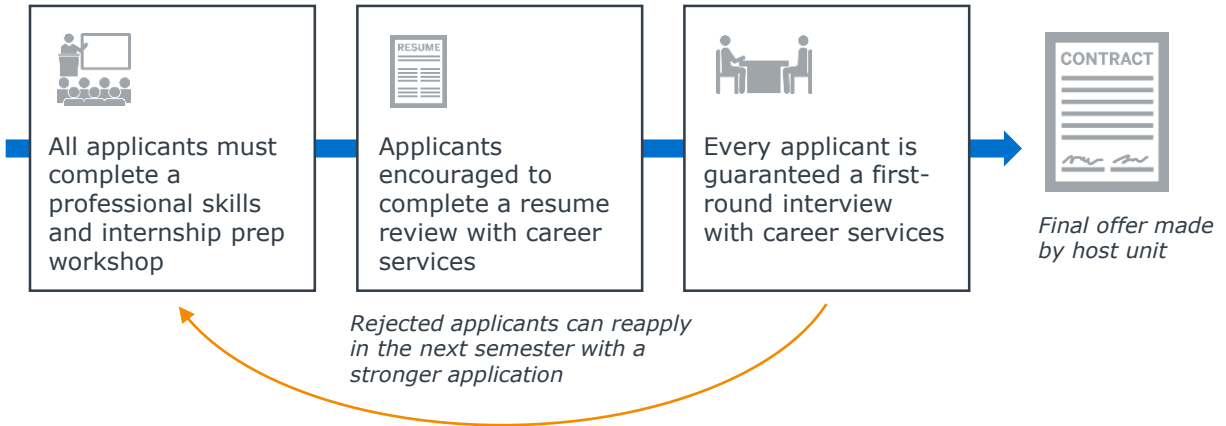 RESUME
CONTRACT
All applicants must
complete a
professional skills
and internship prep
workshop
Applicants
encouraged to
complete a resume
review with career
services
Every applicant is
guaranteed a first-
round interview
with career services
Final offer made
by host unit
Rejected applicants can reapply
in the next semester with a
stronger application